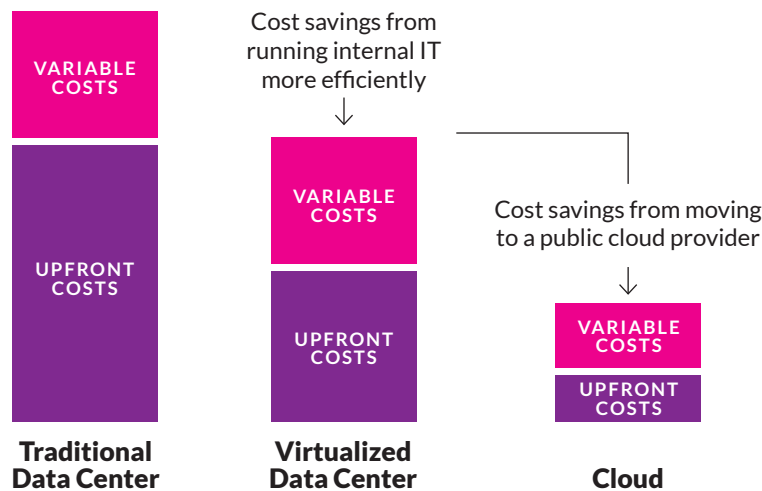 VARIABLE
COSTS
UPFRONT
COSTS
Traditional
Data Center
Cost savings from
running internal IT
more efficiently
VARIABLE
COSTS
UPFRONT
COSTS
Virtualized
Data Center
Cost savings from moving
to a public cloud provider
VARIABLE
COSTS
UPFRONT
COSTS
Cloud